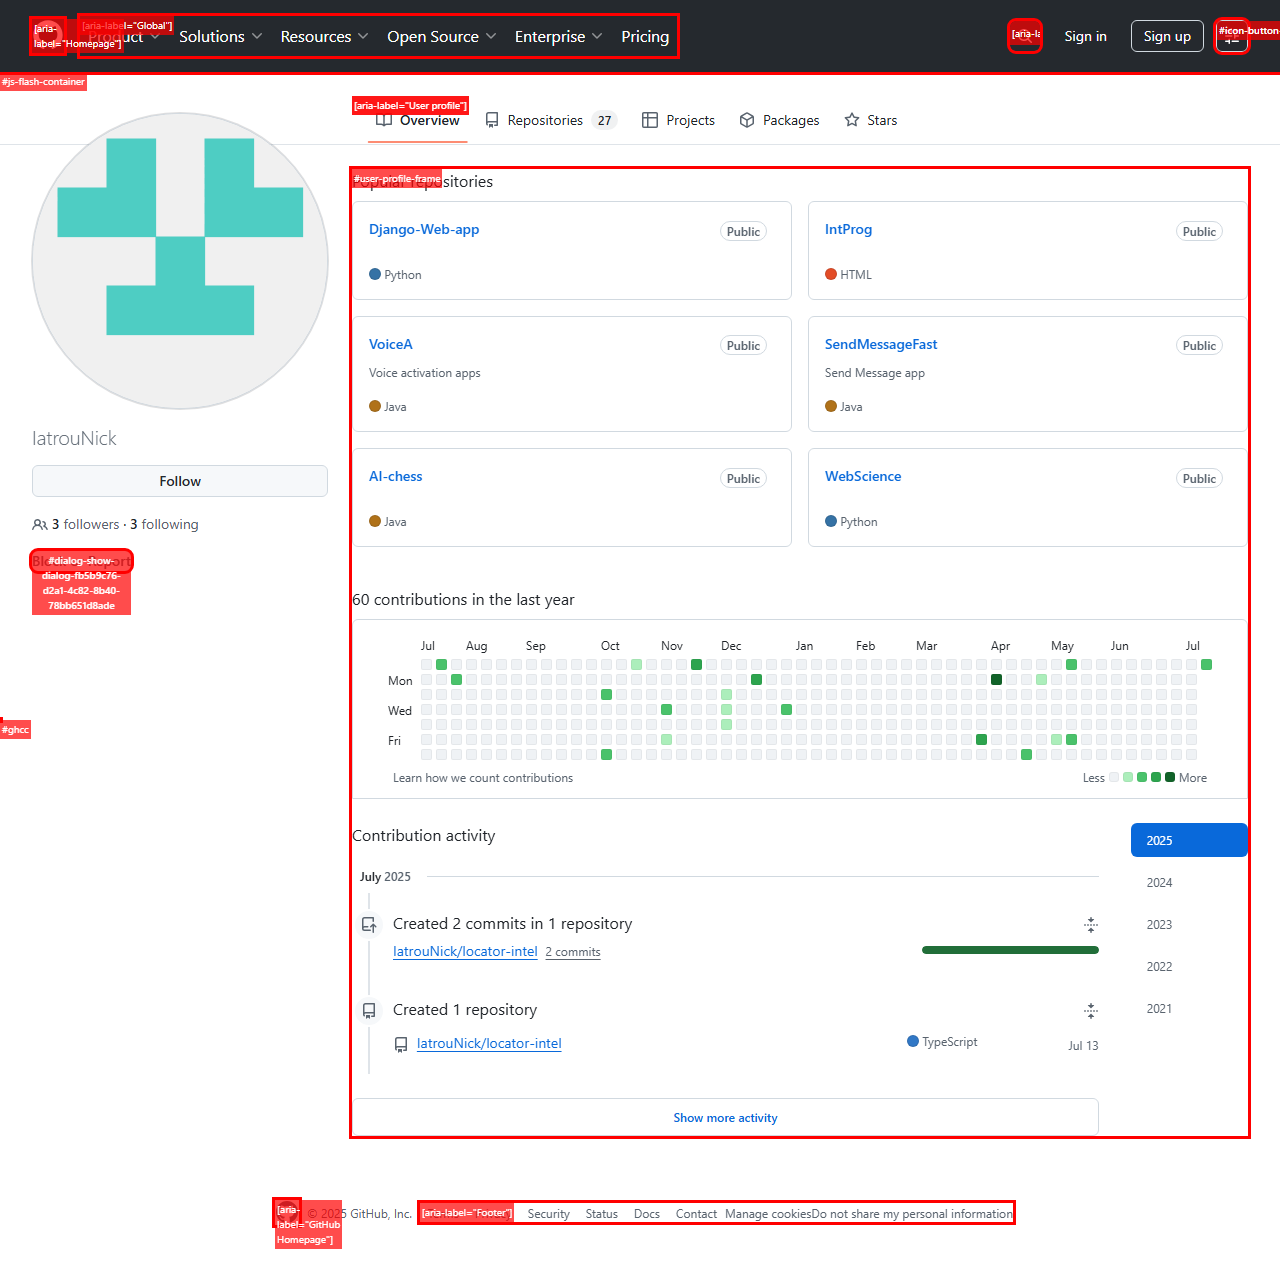 [aria-label="Homepage"]
[aria-label="Global"]
Product
Solutions
Resources
Open Source
Enterprise
Pricing
Sign in
Sign up
#icon-button-
#js-flash-container
[aria-label="User profile"]
Overview
Repositories 27
Projects
Packages
Stars
#user-profile-frame
Popular repositories
Django-Web-app Public
Python
IntProg Public
HTML
VoiceA Public
Voice activation apps
Java
SendMessageFast Public
Send Message app
Java
AI-chess Public
Java
WebScience Public
Python
IatrouNick
Follow
3 followers · 3 following
#dialog-show-
dialog-fb5b9c76-
d2a1-4c82-8b40-
78bb651d8ade
#ghcc
60 contributions in the last year
Jul Aug Sep Oct Nov Dec Jan Feb Mar Apr May Jun Jul
Mon
Wed
Fri
Learn how we count contributions
Less More
Contribution activity
2025
2024
2023
2022
2021
July 2025
Created 2 commits in 1 repository
IatrouNick/locator-intel 2 commits
Created 1 repository
IatrouNick/locator-intel TypeScript Jul 13
Show more activity
[aria-label="GitHub Homepage"]
© 2025 GitHub, Inc.
[aria-label="Footer"]
Security Status Docs Contact Manage cookies Do not share my personal information